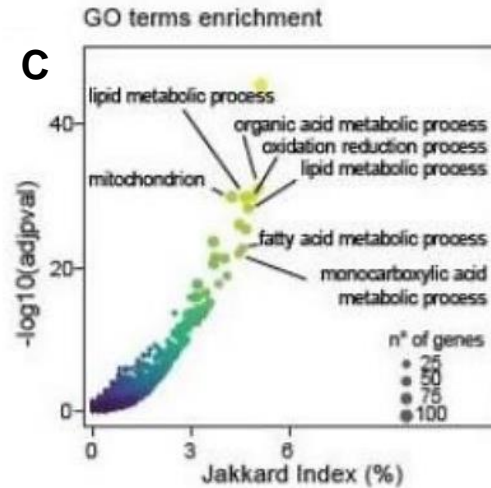 GO terms enrichment
C
lipid metabolic process
organic acid metabolic process
oxidation reduction process
lipid metabolic process
mitochondrion
fatty acid metabolic process
monocarboxylic acid
metabolic process
n° of genes
25
50
75
100
-log10(adjpval)
40
20
0
0 3 6
Jakkard Index (%)